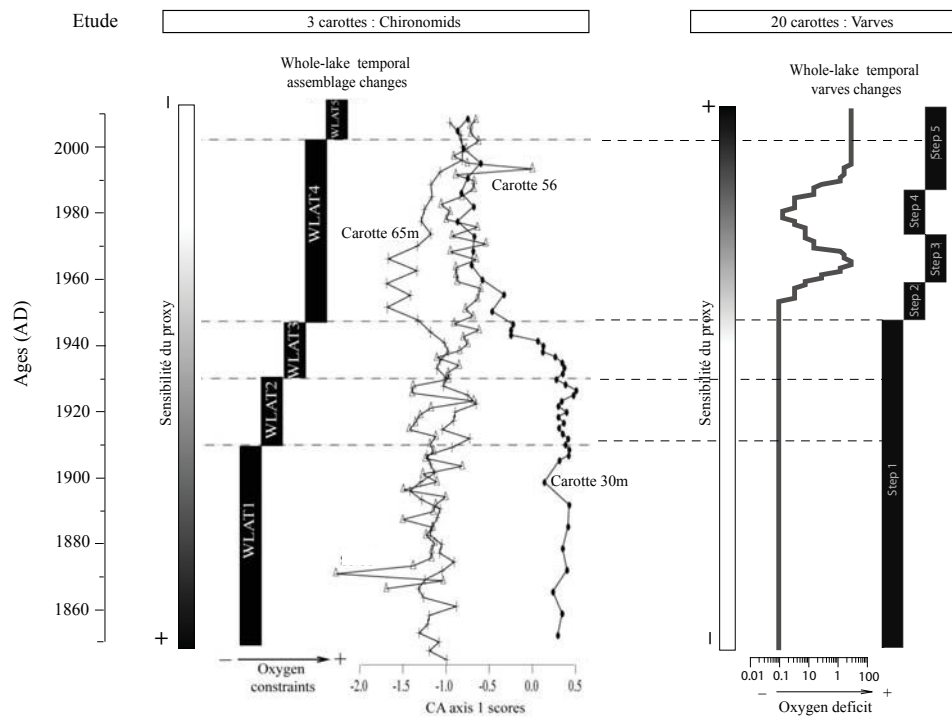 Etude
3 carottes : Chironomids
20 carottes : Varves
Whole-lake temporal
assemblage changes
Whole-lake temporal
varves changes
Ages (AD)
2000
1980
1960
1940
1920
1900
1880
1860
–
Sensibilité du proxy
+
WLAT1
WLAT2
WLAT3
WLAT4
WLAT5
– +
Oxygen
constraints
Carotte 56
Carotte 65m
Carotte 30m
-2.0 -1.5 -1.0 -0.5 0.0 0.5
CA axis 1 scores
+
Sensibilité du proxy
–
Step 5
Step 4
Step 3
Step 2
Step 1
0.01 0.10 1 10 100
– Oxygen deficit +